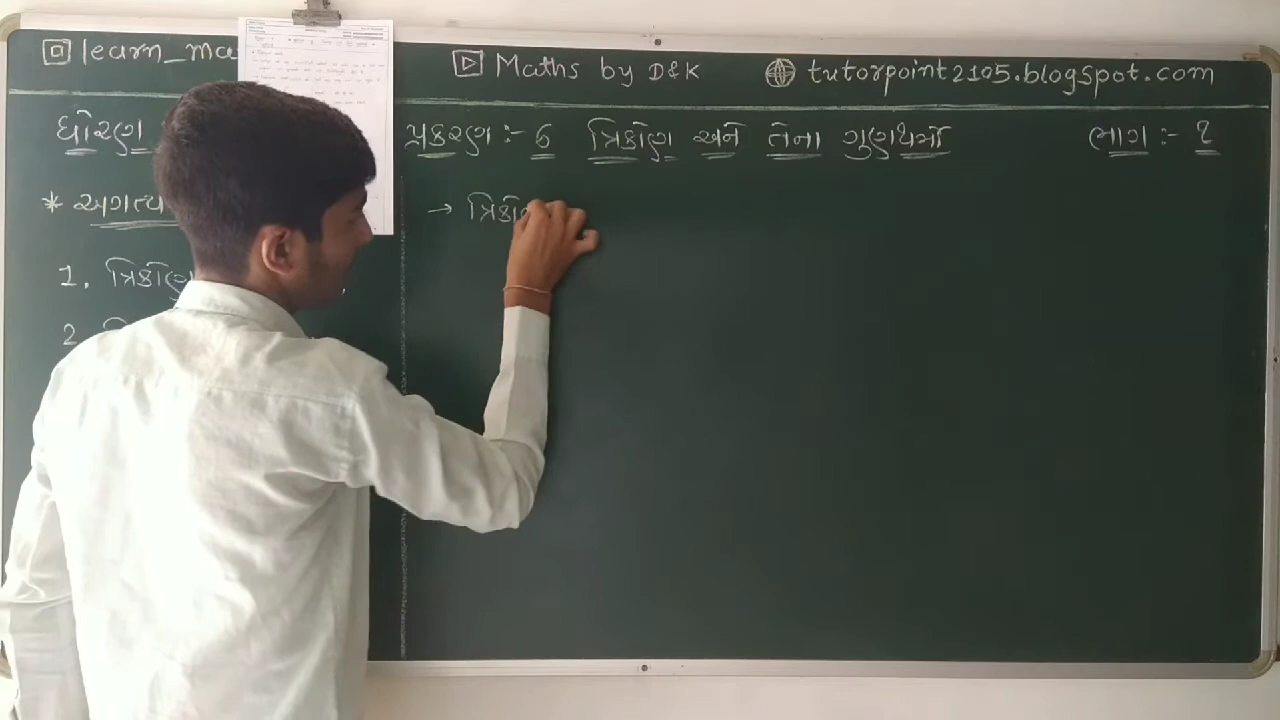 learn_ma
Maths by D&K
tutorpoint2105.blogspot.com
ધોરણ
પ્રકરણ :- 6 ત્રિકોણ અને તેના ગુણધર્મો
ભાગ :- ૧
* અગત્ય
1. ત્રિકોણ
2.
→ ત્રિકો